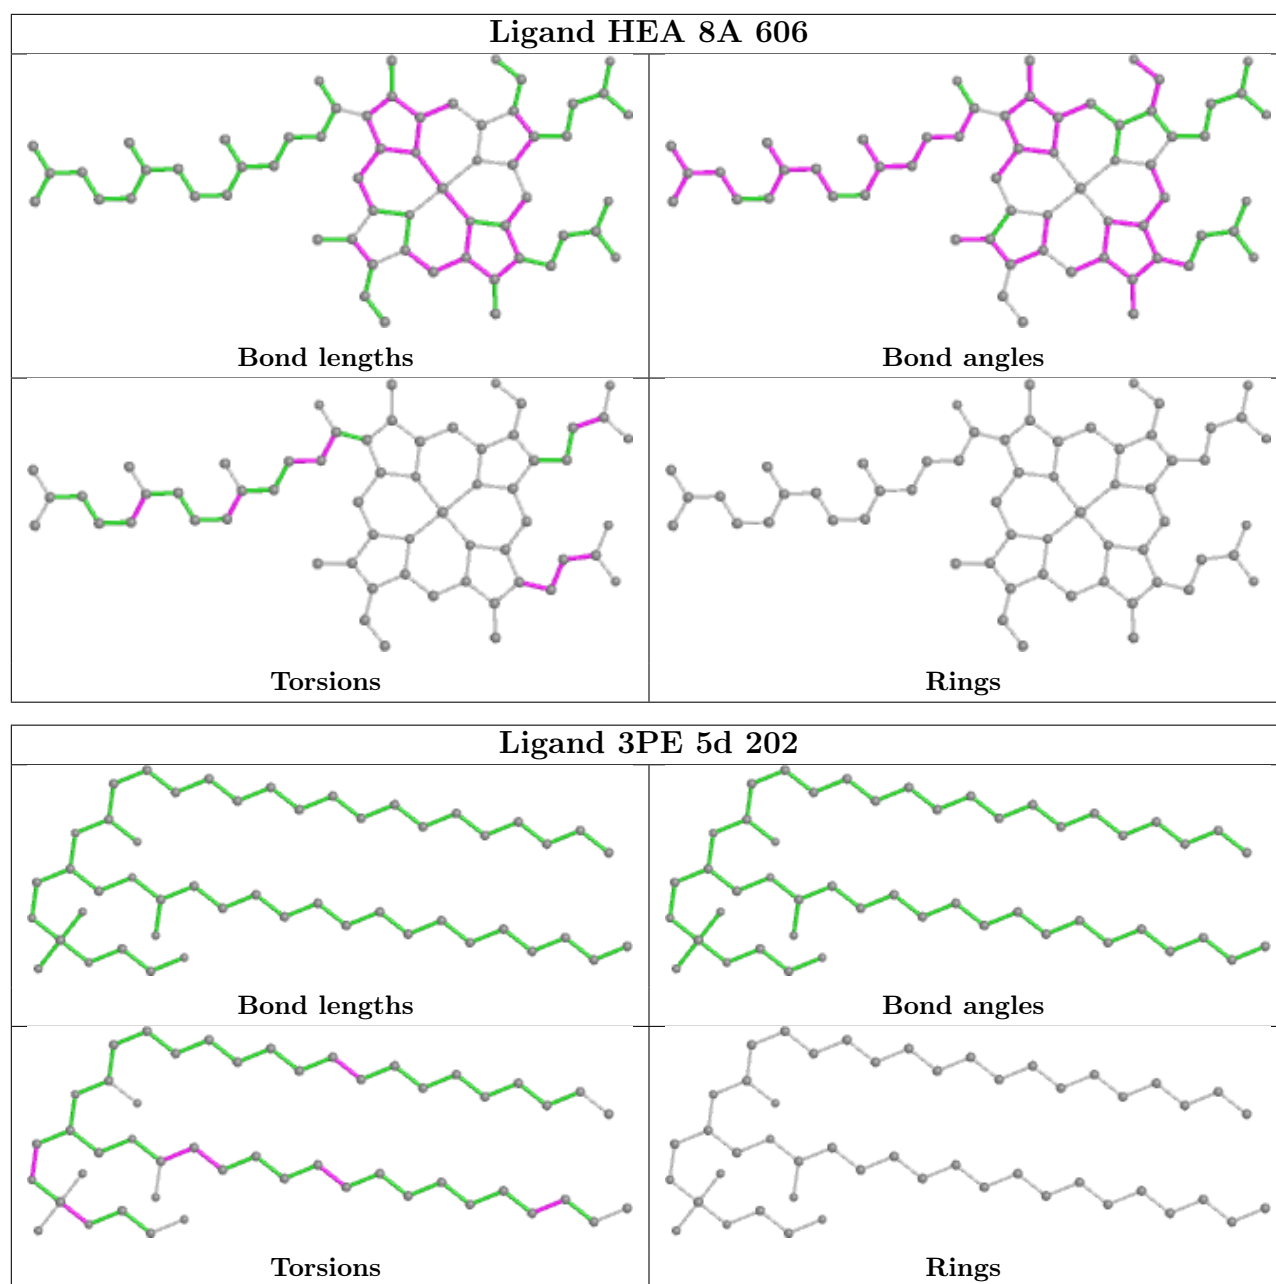 Ligand HEA 8A 606
Bond lengths
Bond angles
Torsions
Rings
Ligand 3PE 5d 202
Bond lengths
Bond angles
Torsions
Rings